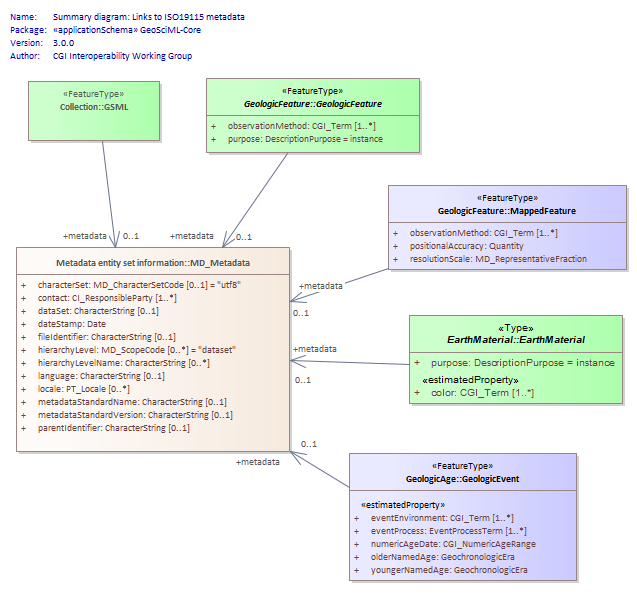 Name: Summary diagram: Links to ISO19115 metadata
Package: «applicationSchema» GeoSciML-Core
Version: 3.0.0
Author: CGI Interoperability Working Group
«FeatureType»
Collection::GSML
«FeatureType»
GeologicFeature::GeologicFeature
+ observationMethod: CGI_Term [1..*]
+ purpose: DescriptionPurpose = instance
«FeatureType»
GeologicFeature::MappedFeature
+ observationMethod: CGI_Term [1..*]
+ positionalAccuracy: Quantity
+ resolutionScale: MD_RepresentativeFraction
+metadata 0..1
+metadata 0..1
Metadata entity set information::MD_Metadata
+ characterSet: MD_CharacterSetCode [0..1] = "utf8"
+ contact: CI_ResponsibleParty [1..*]
+ dataSet: CharacterString [0..1]
+ dateStamp: Date
+ fileIdentifier: CharacterString [0..1]
+ hierarchyLevel: MD_ScopeCode [0..*] = "dataset"
+ hierarchyLevelName: CharacterString [0..*]
+ language: CharacterString [0..1]
+ locale: PT_Locale [0..*]
+ metadataStandardName: CharacterString [0..1]
+ metadataStandardVersion: CharacterString [0..1]
+ parentIdentifier: CharacterString [0..1]
+metadata
0..1
+metadata
0..1
«Type»
EarthMaterial::EarthMaterial
+ purpose: DescriptionPurpose = instance
«estimatedProperty»
+ color: CGI_Term [1..*]
0..1
+metadata
«FeatureType»
GeologicAge::GeologicEvent
«estimatedProperty»
+ eventEnvironment: CGI_Term [1..*]
+ eventProcess: EventProcessTerm [1..*]
+ numericAgeDate: CGI_NumericAgeRange
+ olderNamedAge: GeochronologicEra
+ youngerNamedAge: GeochronologicEra